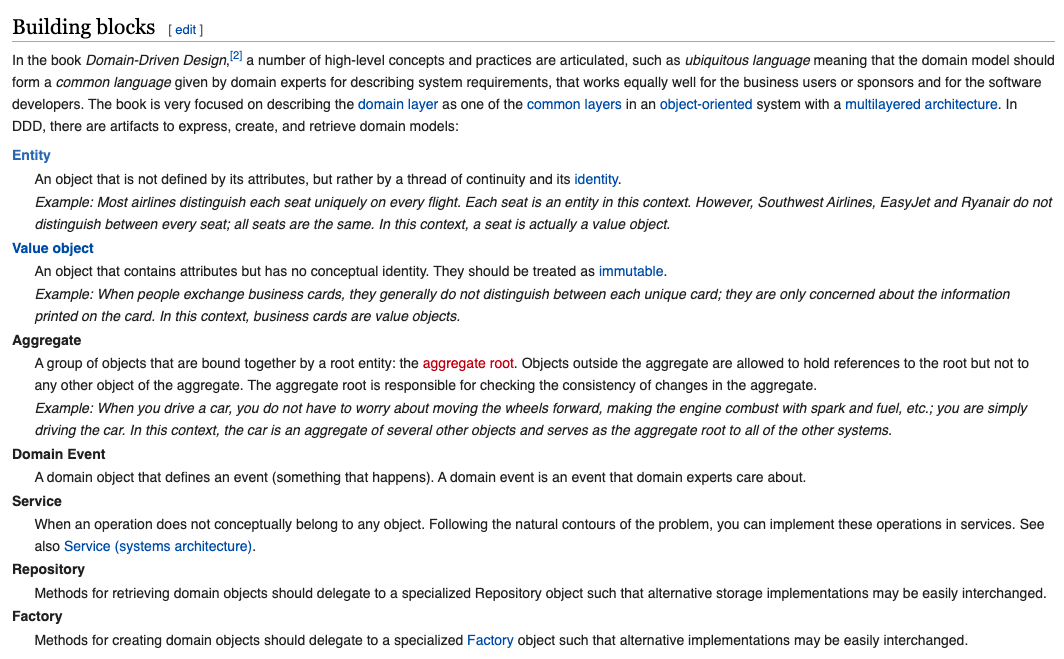 Building blocks [ edit ]
In the book Domain-Driven Design,[2] a number of high-level concepts and practices are articulated, such as ubiquitous language meaning that the domain model should
form a common language given by domain experts for describing system requirements, that works equally well for the business users or sponsors and for the software
developers. The book is very focused on describing the domain layer as one of the common layers in an object-oriented system with a multilayered architecture. In
DDD, there are artifacts to express, create, and retrieve domain models:
Entity
An object that is not defined by its attributes, but rather by a thread of continuity and its identity.
Example: Most airlines distinguish each seat uniquely on every flight. Each seat is an entity in this context. However, Southwest Airlines, EasyJet and Ryanair do not
distinguish between every seat; all seats are the same. In this context, a seat is actually a value object.
Value object
An object that contains attributes but has no conceptual identity. They should be treated as immutable.
Example: When people exchange business cards, they generally do not distinguish between each unique card; they are only concerned about the information
printed on the card. In this context, business cards are value objects.
Aggregate
A group of objects that are bound together by a root entity: the aggregate root. Objects outside the aggregate are allowed to hold references to the root but not to
any other object of the aggregate. The aggregate root is responsible for checking the consistency of changes in the aggregate.
Example: When you drive a car, you do not have to worry about moving the wheels forward, making the engine combust with spark and fuel, etc.; you are simply
driving the car. In this context, the car is an aggregate of several other objects and serves as the aggregate root to all of the other systems.
Domain Event
A domain object that defines an event (something that happens). A domain event is an event that domain experts care about.
Service
When an operation does not conceptually belong to any object. Following the natural contours of the problem, you can implement these operations in services. See
also Service (systems architecture).
Repository
Methods for retrieving domain objects should delegate to a specialized Repository object such that alternative storage implementations may be easily interchanged.
Factory
Methods for creating domain objects should delegate to a specialized Factory object such that alternative implementations may be easily interchanged.